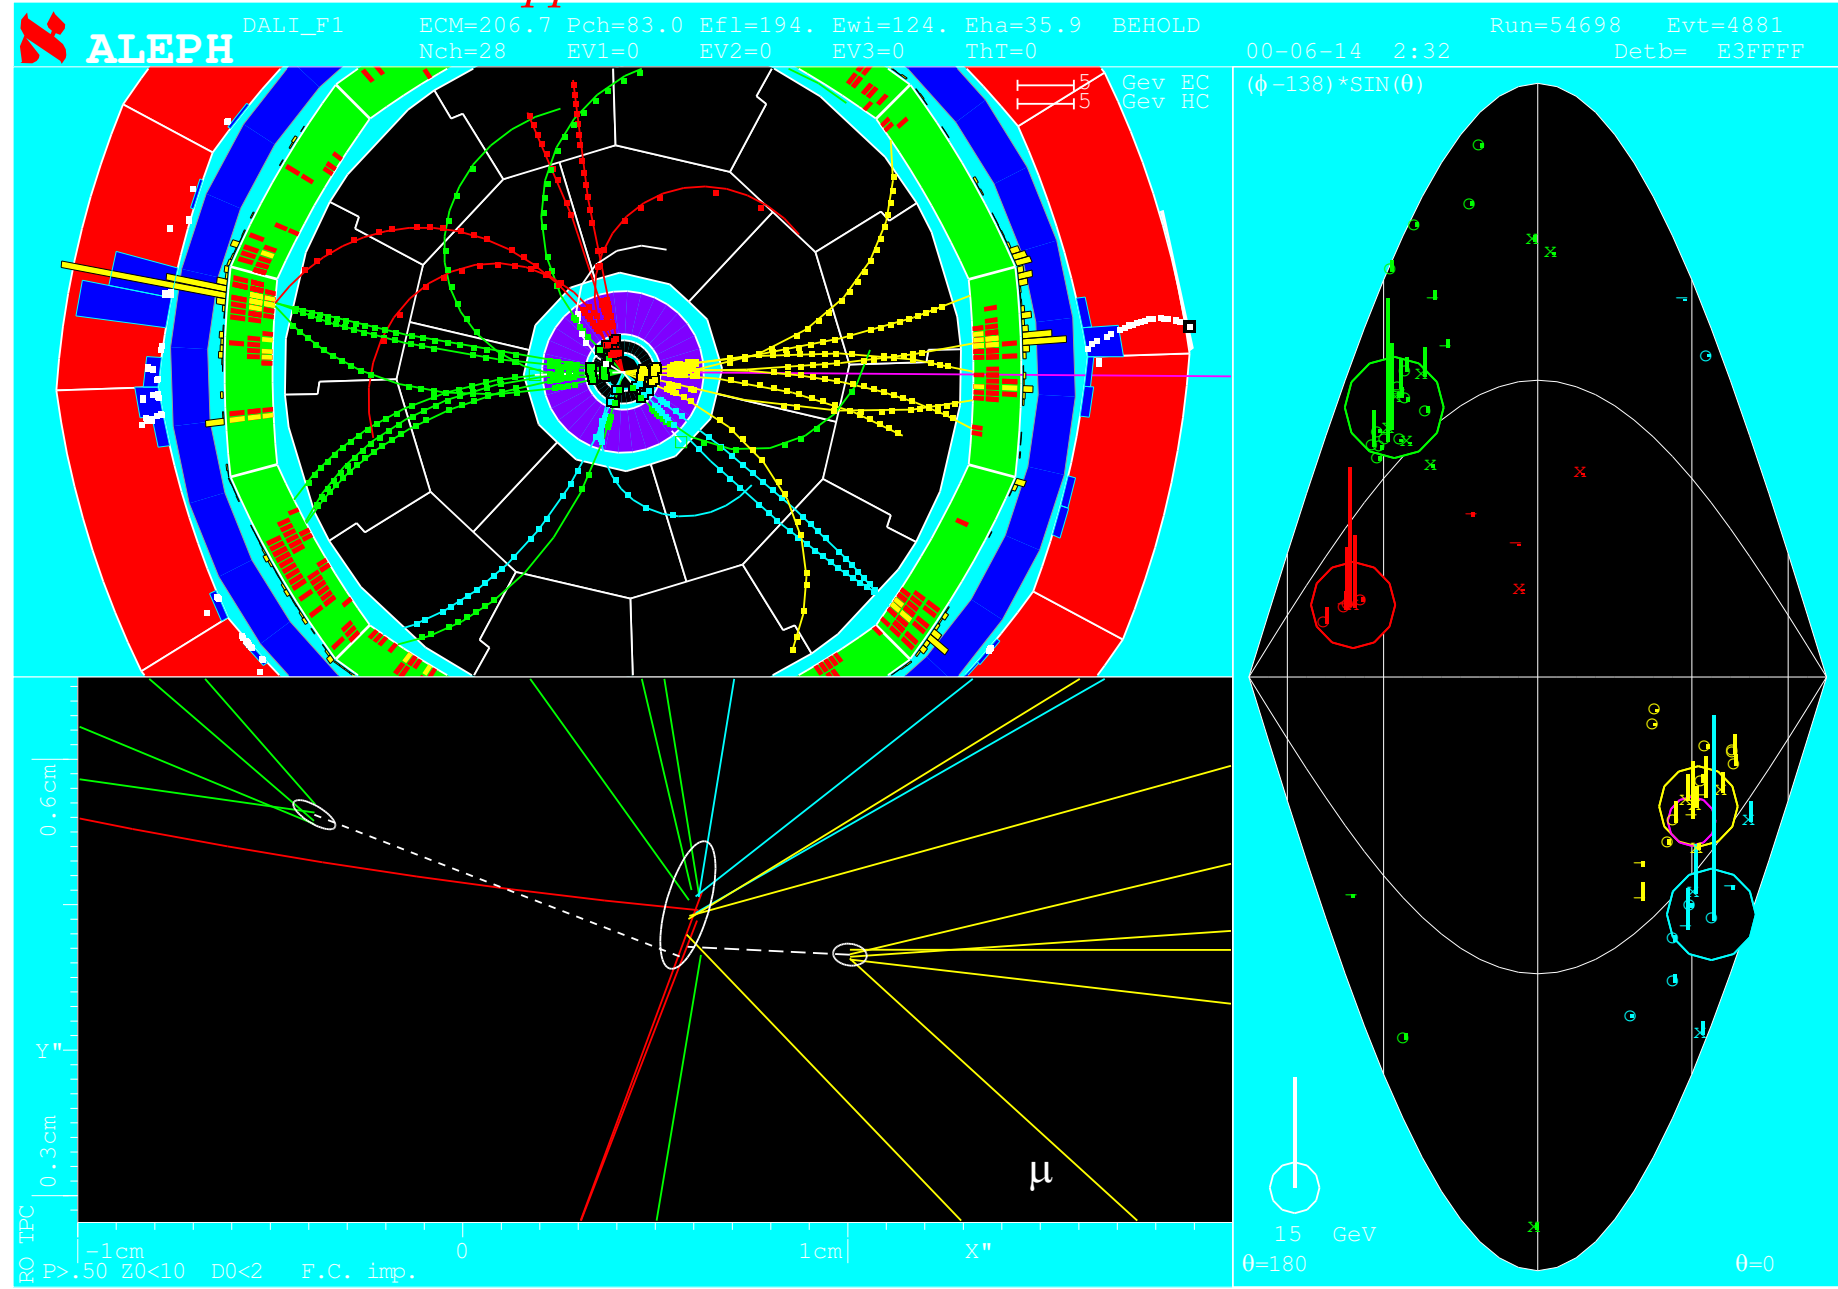 ALEPH DALI_F1 ECM=206.7 Pch=83.0 Efl=194. Ewi=124. Eha=35.9 BEHOLD Run=54698 Evt=4881
Nch=28 EV1=0 EV2=0 EV3=0 ThT=0 00-06-14 2:32 Detb= E3FFFF
5 Gev EC
5 Gev HC
(ϕ-138)*SIN(θ)
0.6cm
Y"
0.3cm
μ
RO TPC
-1cm 0 1cm X"
P>.50 Z0<10 D0<2 F.C. imp.
15 GeV
θ=180 θ=0